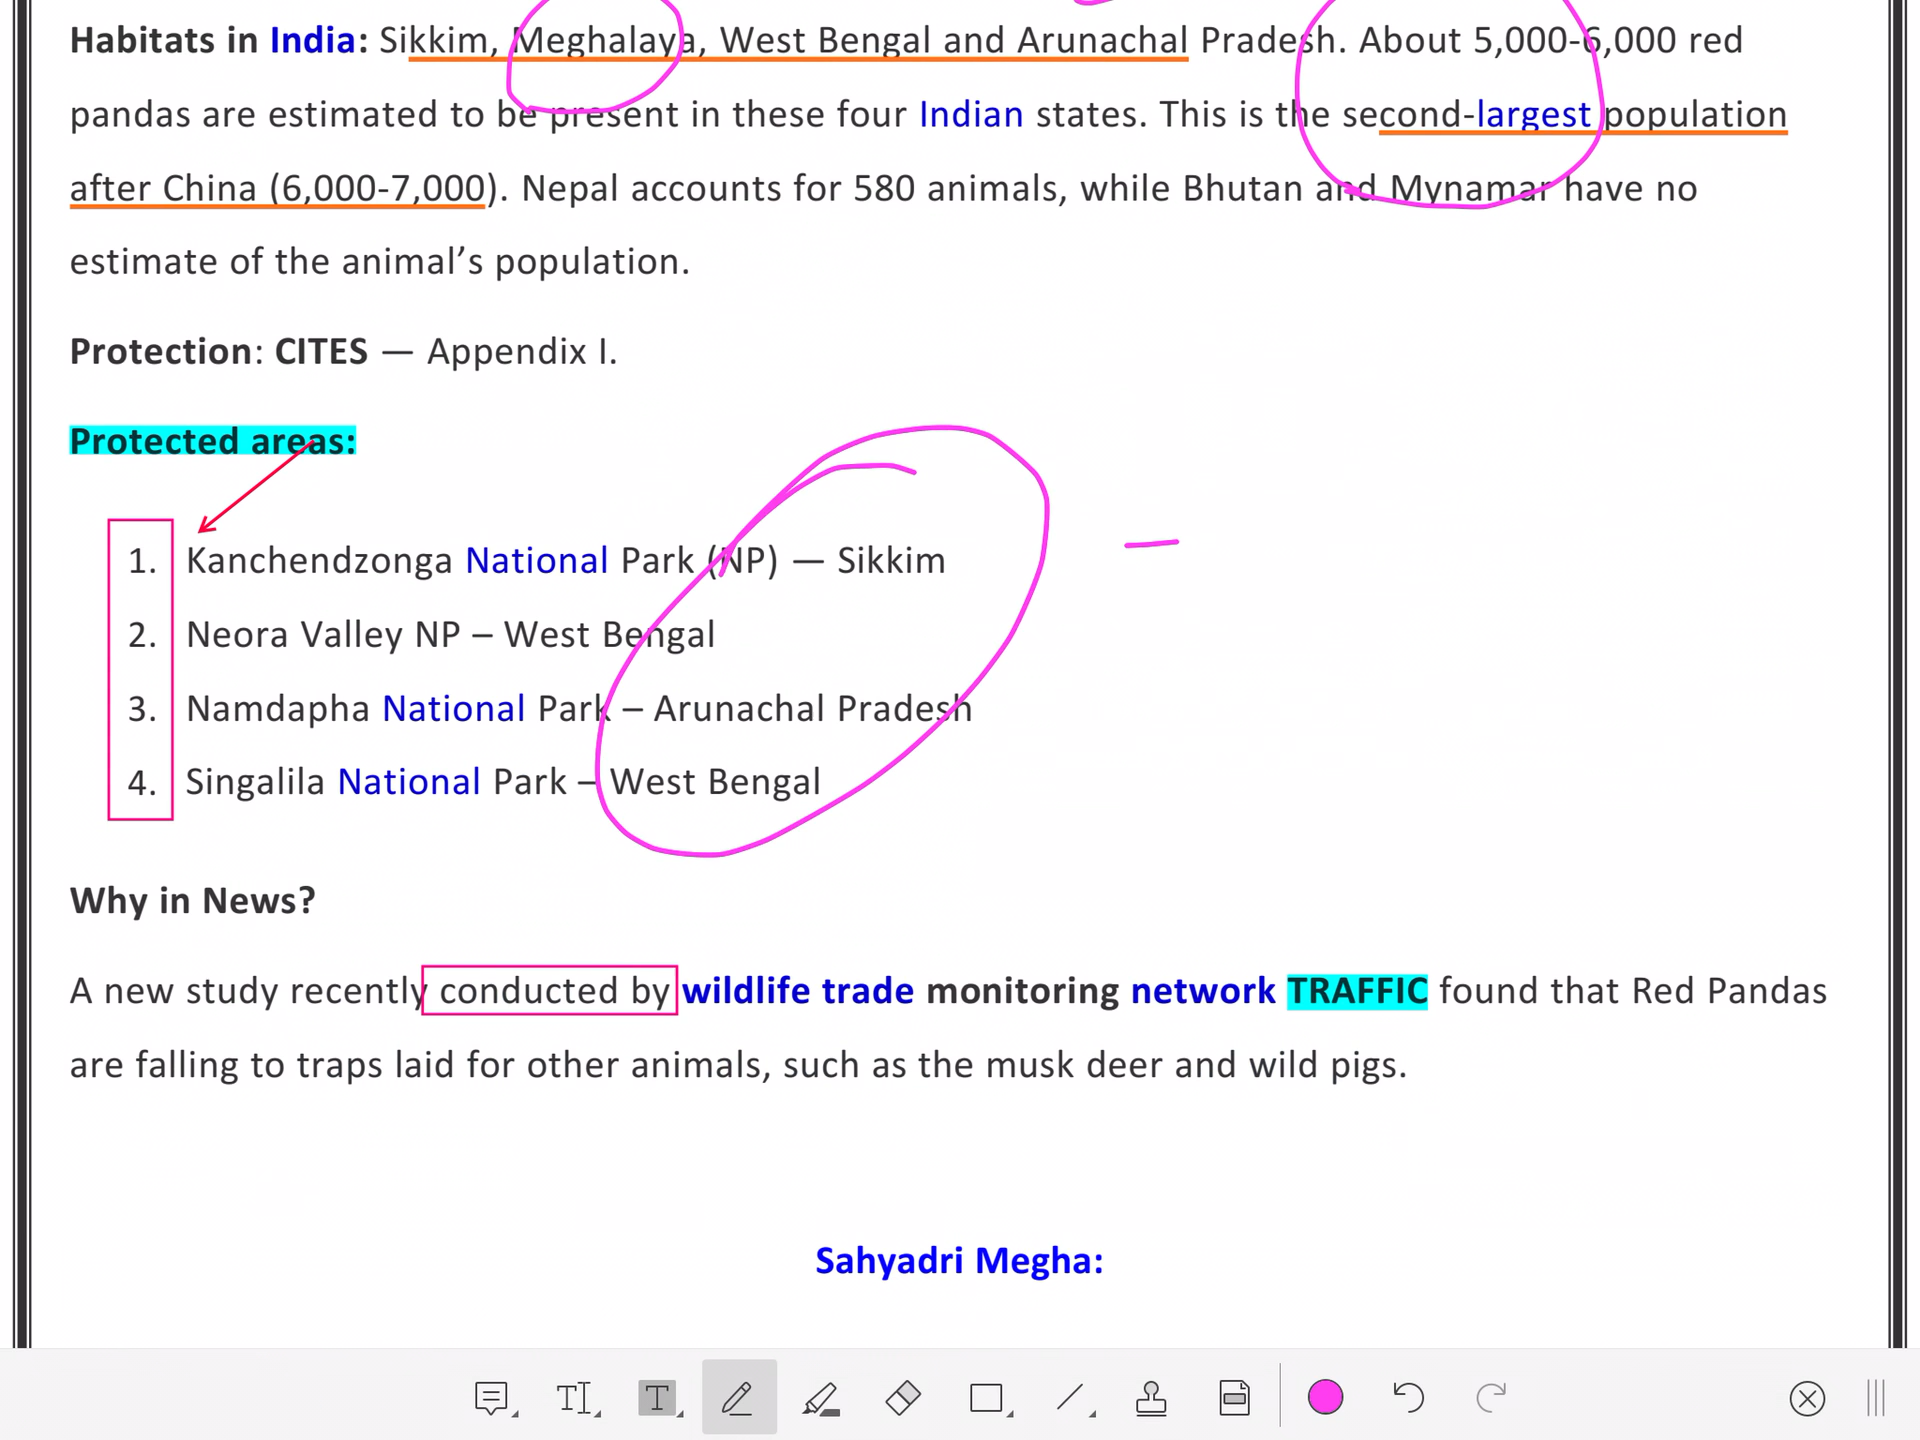 Habitats in India: Sikkim, Meghalaya, West Bengal and Arunachal Pradesh. About 5,000-6,000 red
pandas are estimated to be present in these four Indian states. This is the second-largest population
after China (6,000-7,000). Nepal accounts for 580 animals, while Bhutan and Mynamar have no
estimate of the animal’s population.
Protection: CITES — Appendix I.
Protected areas:
1. Kanchendzonga National Park (NP) — Sikkim
2. Neora Valley NP – West Bengal
3. Namdapha National Park – Arunachal Pradesh
4. Singalila National Park – West Bengal
Why in News?
A new study recently conducted by wildlife trade monitoring network TRAFFIC found that Red Pandas
are falling to traps laid for other animals, such as the musk deer and wild pigs.
Sahyadri Megha: